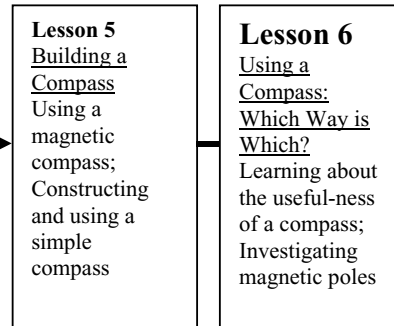 Lesson 5
Building a
Compass
Using a
magnetic
compass;
Constructing
and using a
simple
compass
Lesson 6
Using a
Compass:
Which Way is
Which?
Learning about
the useful-ness
of a compass;
Investigating
magnetic poles